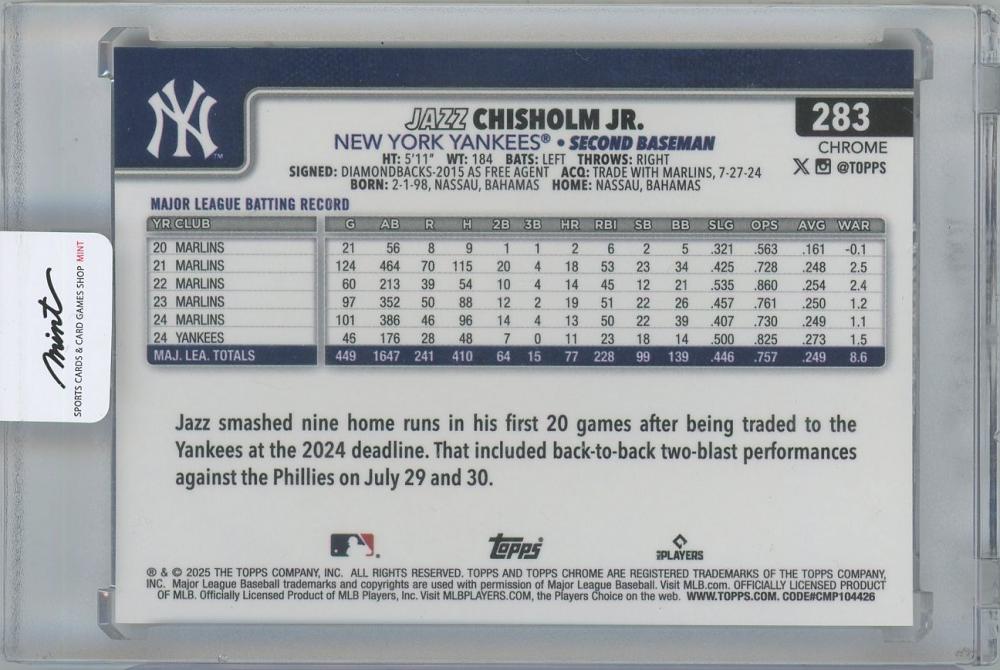 NY
TM
JAZZ CHISHOLM JR.
283
NEW YORK YANKEES® • SECOND BASEMAN
CHROME
HT: 5'11" WT: 184 BATS: LEFT THROWS: RIGHT
X @TOPPS
SIGNED: DIAMONDBACKS-2015 AS FREE AGENT ACQ: TRADE WITH MARLINS, 7-27-24
BORN: 2-1-98, NASSAU, BAHAMAS HOME: NASSAU, BAHAMAS
MAJOR LEAGUE BATTING RECORD
YR CLUB G AB R H 2B 3B HR RBI SB BB SLG OPS AVG WAR
20 MARLINS 21 56 8 9 1 1 2 6 2 5 .321 .563 .161 -0.1
21 MARLINS 124 464 70 115 20 4 18 53 23 34 .425 .728 .248 2.5
22 MARLINS 60 213 39 54 10 4 14 45 12 21 .535 .860 .254 2.4
23 MARLINS 97 352 50 88 12 2 19 51 22 26 .457 .761 .250 1.2
24 MARLINS 101 386 46 96 14 4 13 50 22 39 .407 .730 .249 1.1
24 YANKEES 46 176 28 48 7 0 11 23 18 14 .500 .825 .273 1.5
MAJ. LEA. TOTALS 449 1647 241 410 64 15 77 228 99 139 .446 .757 .249 8.6
Jazz smashed nine home runs in his first 20 games after being traded to the
Yankees at the 2024 deadline. That included back-to-back two-blast performances
against the Phillies on July 29 and 30.
Topps
PLAYERS
® & © 2025 THE TOPPS COMPANY, INC. ALL RIGHTS RESERVED. TOPPS AND TOPPS CHROME ARE REGISTERED TRADEMARKS OF THE TOPPS COMPANY,
INC. Major League Baseball trademarks and copyrights are used with permission of Major League Baseball. Visit MLB.com. OFFICIALLY LICENSED PRODUCT
OF MLB. Officially Licensed Product of MLB Players, Inc. Visit MLBPLAYERS.COM, the Players Choice on the web. WWW.TOPPS.COM. CODE#CMP104426
mint
SPORTS CARDS & CARD GAMES SHOP MINT